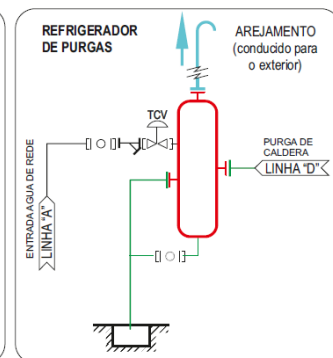 REFRIGERADOR
DE PURGAS
AREJAMENTO
(conducido para
o exterior)
TCV
ENTRADA AGUA DE REDE
LINHA "A"
PURGA DE
CALDERA
LINHA "D"